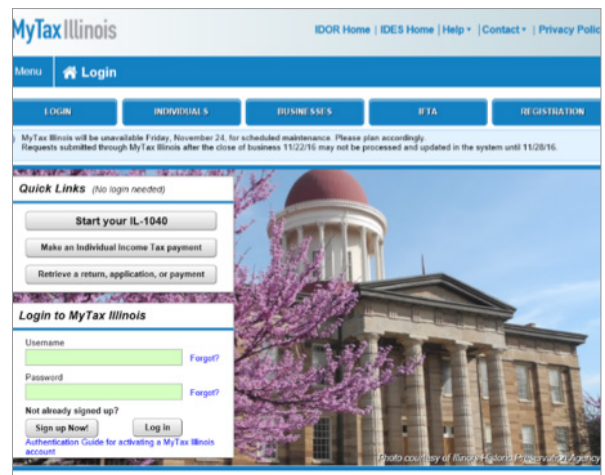 MyTax Illinois
IDOR Home | IDES Home | Help | Contact | Privacy Polic
Menu Login
LOGIN INDIVIDUALS BUSINESSES IFTA REGISTRATION
MyTax Illinois will be unavailable Friday, November 24, for scheduled maintenance. Please plan accordingly.
Requests submitted through MyTax Illinois after the close of business 11/22/16 may not be processed and updated in the system until 11/28/16.
Quick Links (No login needed)
Start your IL-1040
Make an Individual Income Tax payment
Retrieve a return, application, or payment
Login to MyTax Illinois
Username
Forgot?
Password
Forgot?
Not already signed up?
Sign up Now! Log in
Authentication Guide for activating a MyTax Illinois
account
Photo courtesy of Illinois Historic Preservation Agency